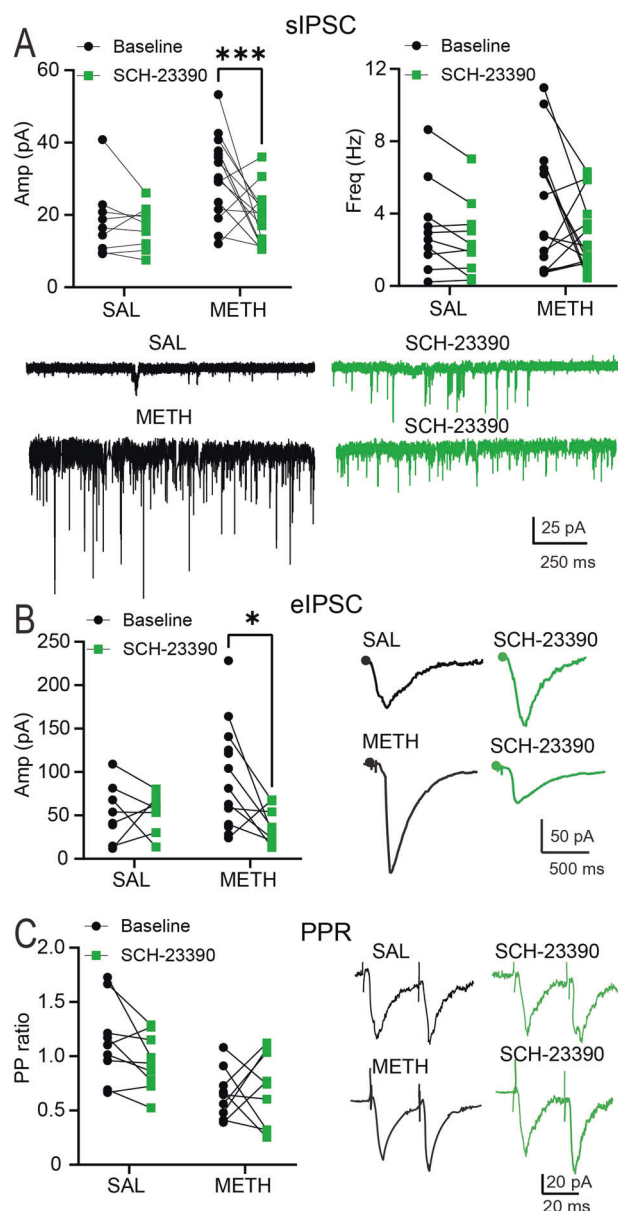 A
sIPSC
Baseline
SCH-23390
***
60
40
20
0
Amp (pA)
SAL
METH
Baseline
SCH-23390
12
8
4
0
Freq (Hz)
SAL
METH
SAL
SCH-23390
METH
SCH-23390
25 pA
250 ms
B
eIPSC
Baseline
SCH-23390
*
250
200
150
100
50
0
Amp (pA)
SAL
METH
SAL
SCH-23390
METH
SCH-23390
50 pA
500 ms
C
PPR
Baseline
SCH-23390
2.0
1.5
1.0
0.5
0.0
PP ratio
SAL
METH
SAL
SCH-23390
METH
SCH-23390
20 pA
20 ms